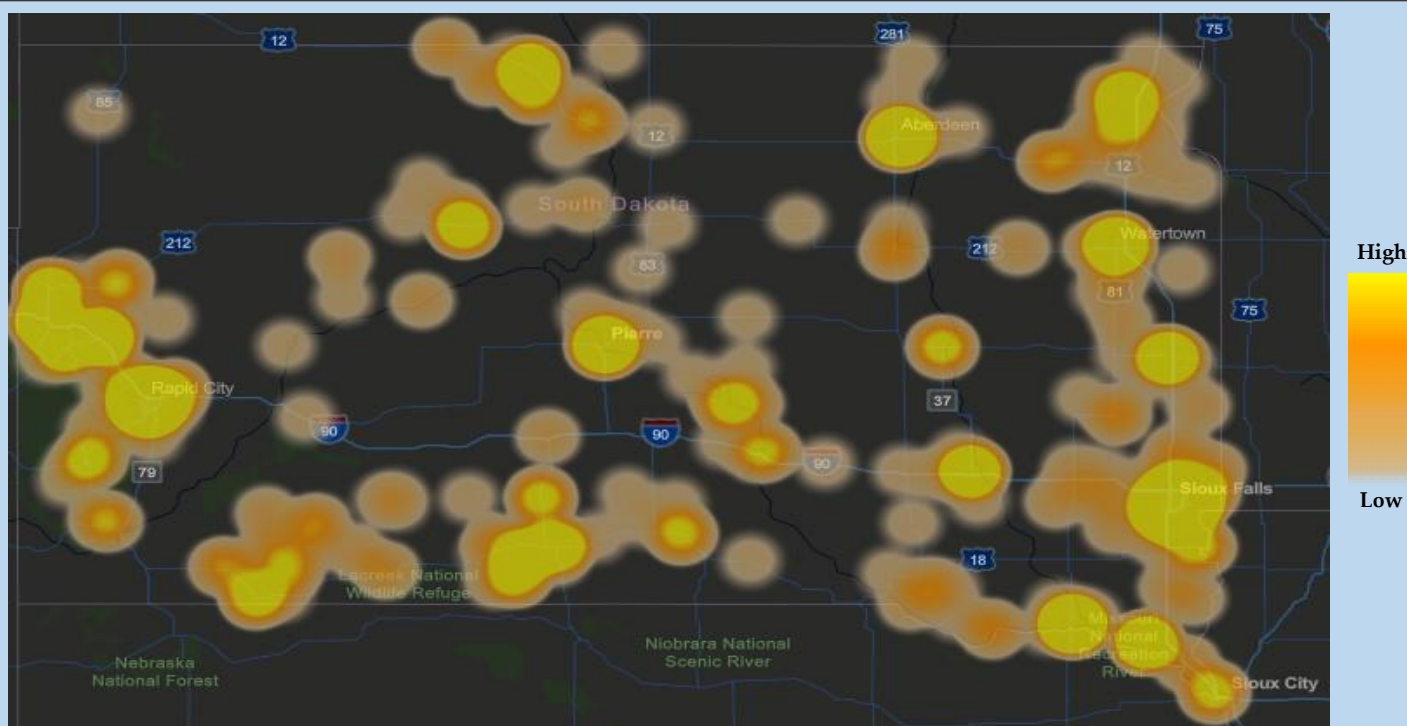 12
281
75
85
Aberdeen
12
12
South Dakota
212
Watertown
212
83
81
High
75
Pierre
Rapid City
37
90
90
90
79
Sioux Falls
Low
18
Lacreek National
Wildlife Refuge
Missouri
National
Recreation
River
Niobrara National
Scenic River
Nebraska
National Forest
Sioux City